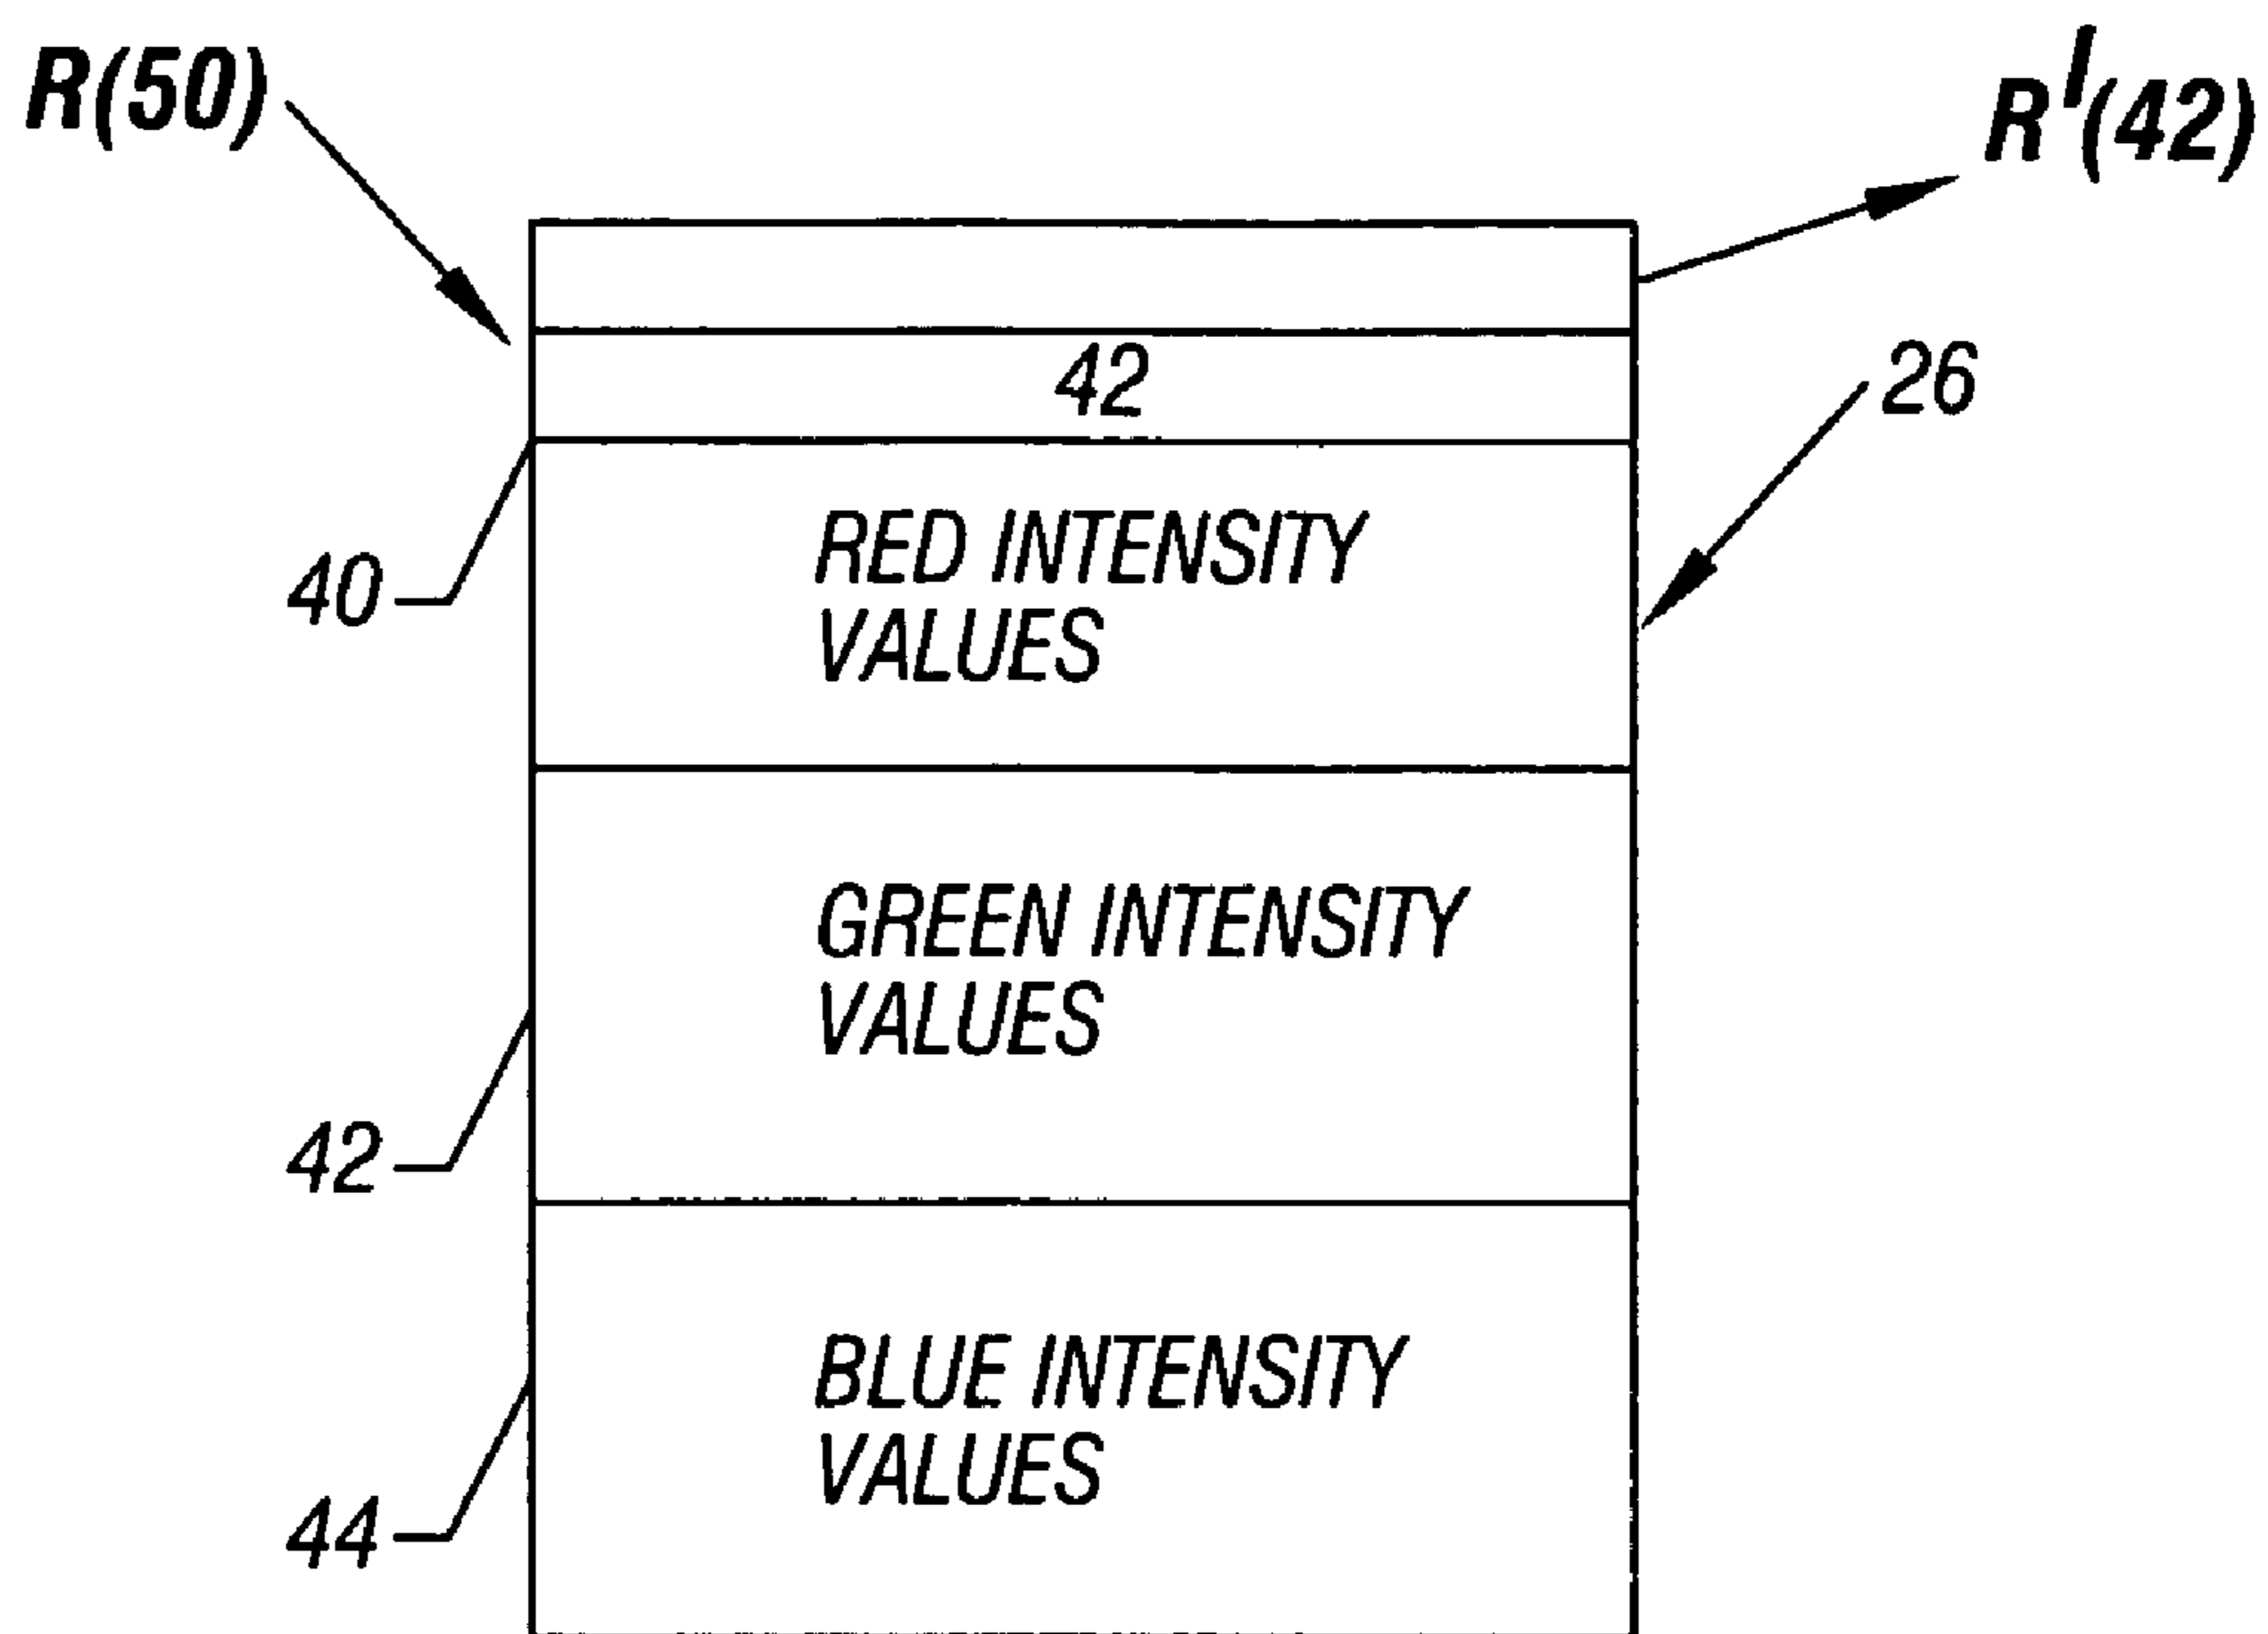 R(50)
R'(42)
42
26
RED INTENSITY
VALUES
40
GREEN INTENSITY
VALUES
42
BLUE INTENSITY
VALUES
44